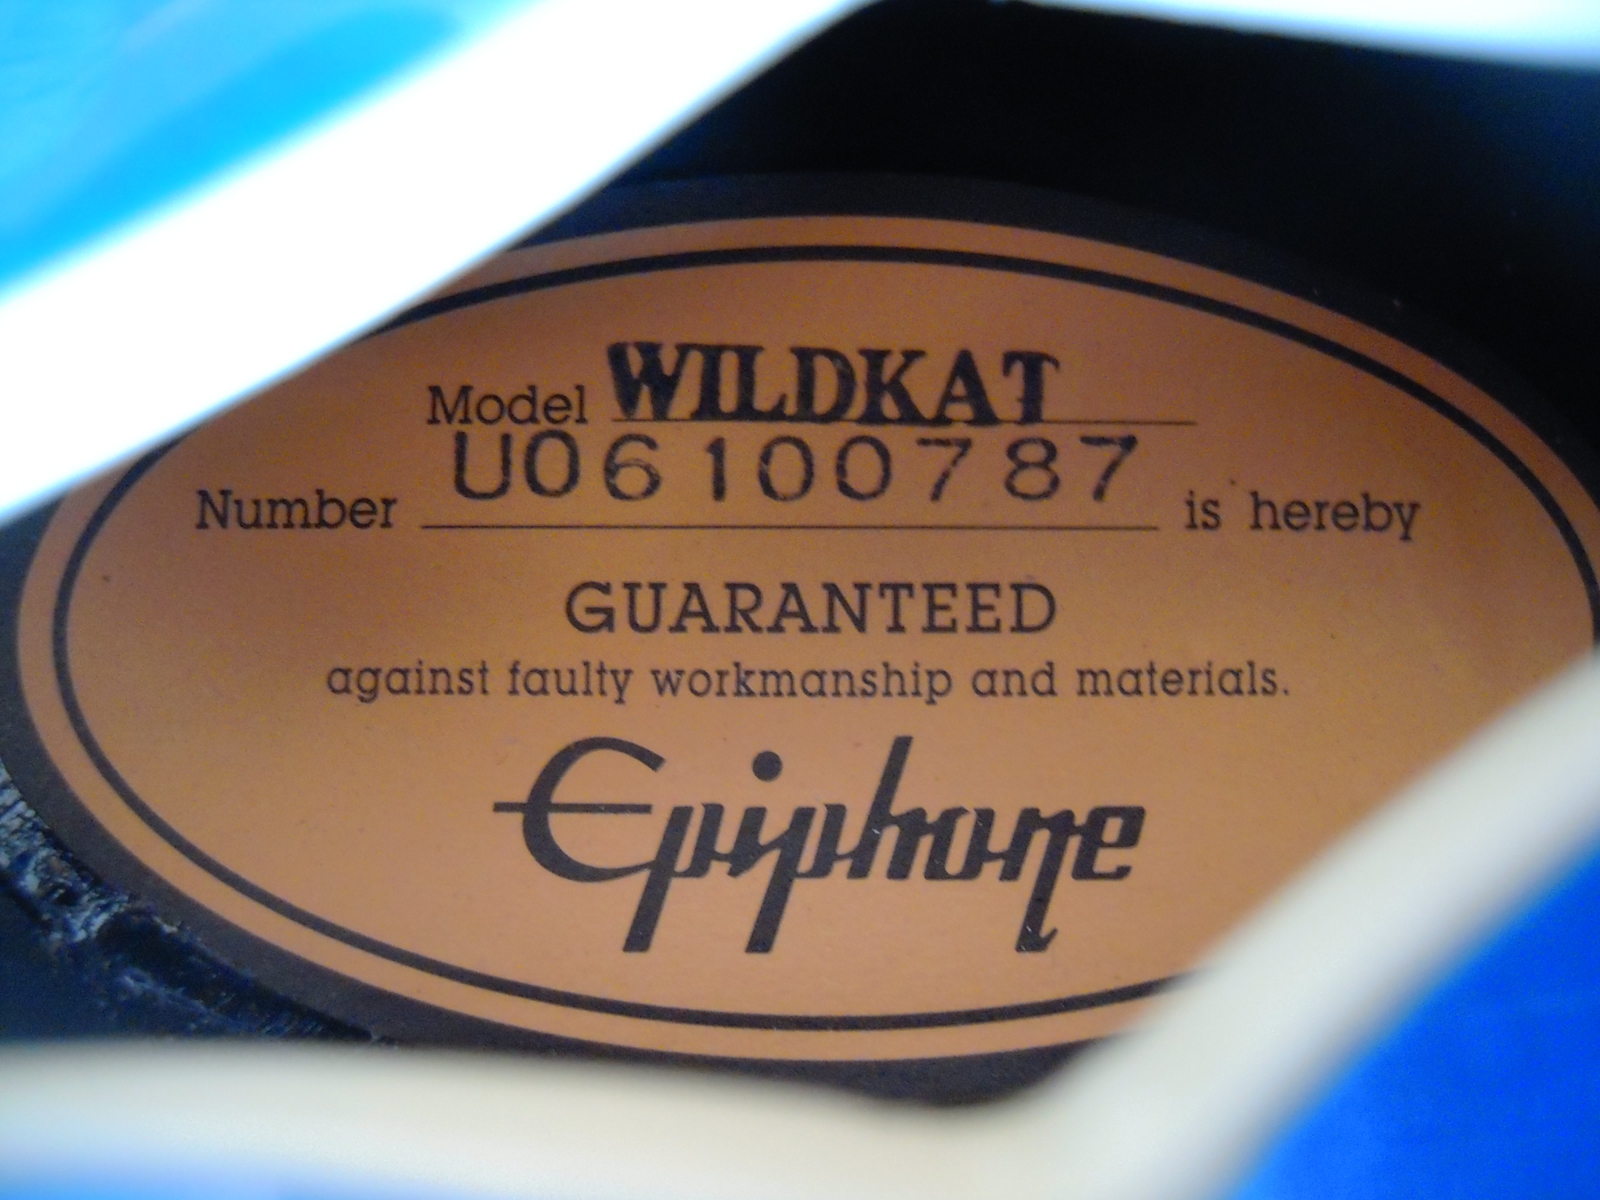 Model WILDKAT
Number U06100787 is hereby
GUARANTEED
against faulty workmanship and materials.
Epiphone